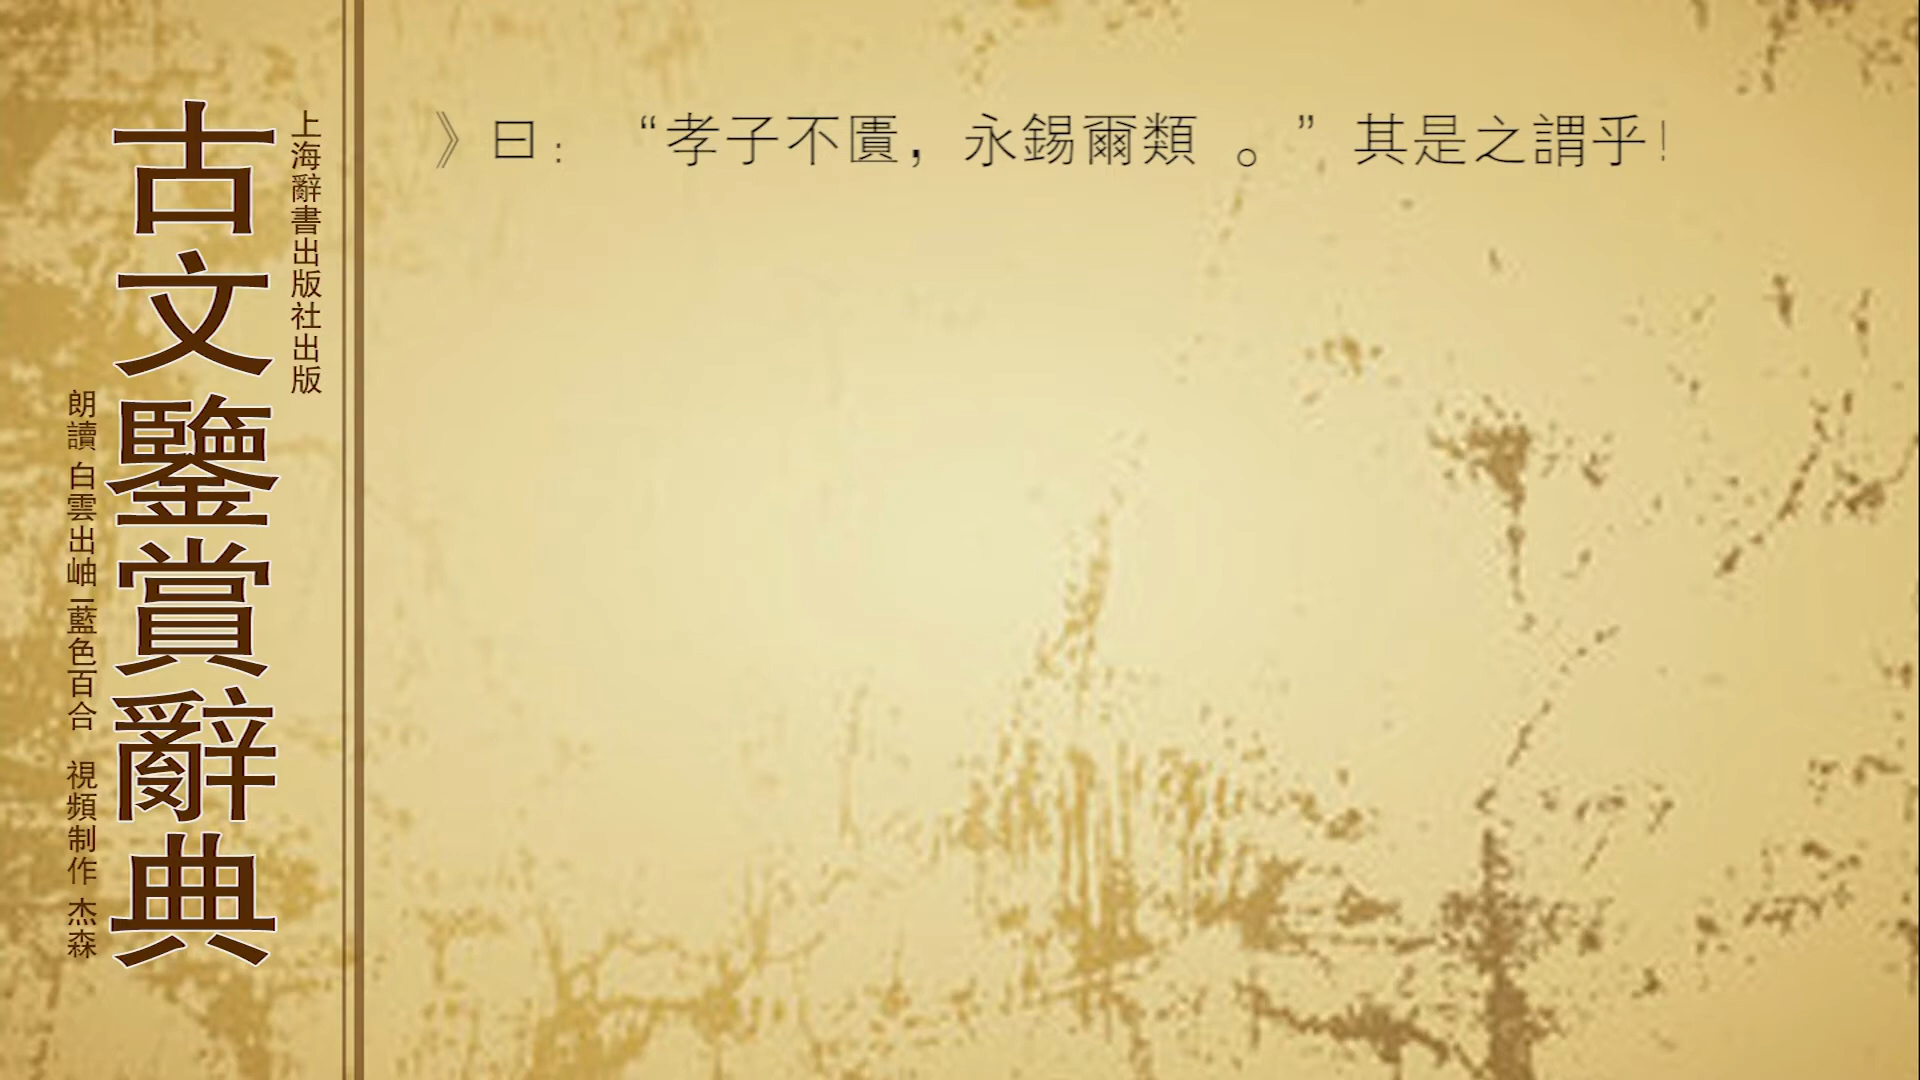 》曰： “孝子不匱，永錫爾類 。”其是之謂乎！
上海辭書出版社出版
古文鑒賞辭典
朗讀 白雲出岫 藍色百合 視頻制作 杰森